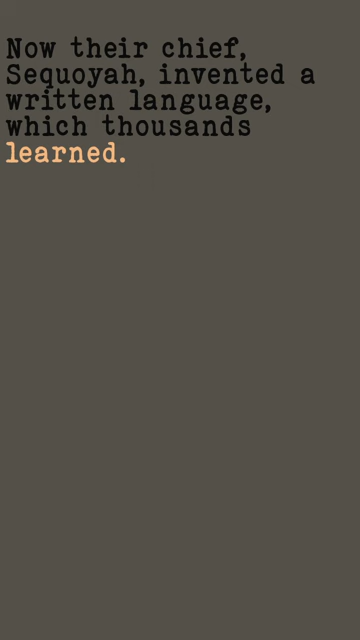 Now their chief,
Sequoyah, invented a
written language,
which thousands
learned.